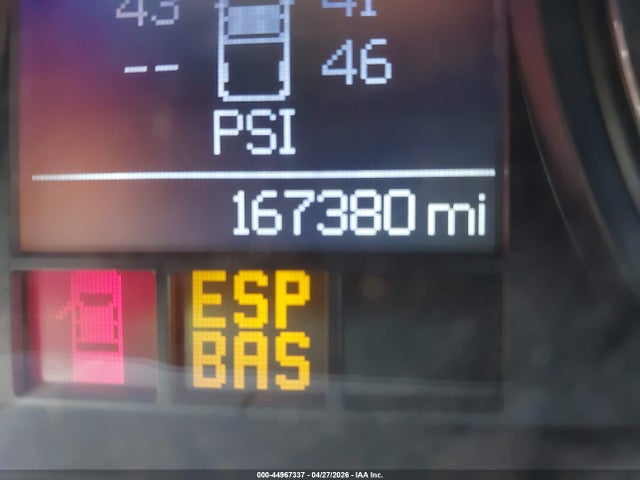 43 41
-- 46
PSI
167380 mi
ESP
BAS
000-44967337 - 04/27/2026 - IAA Inc.